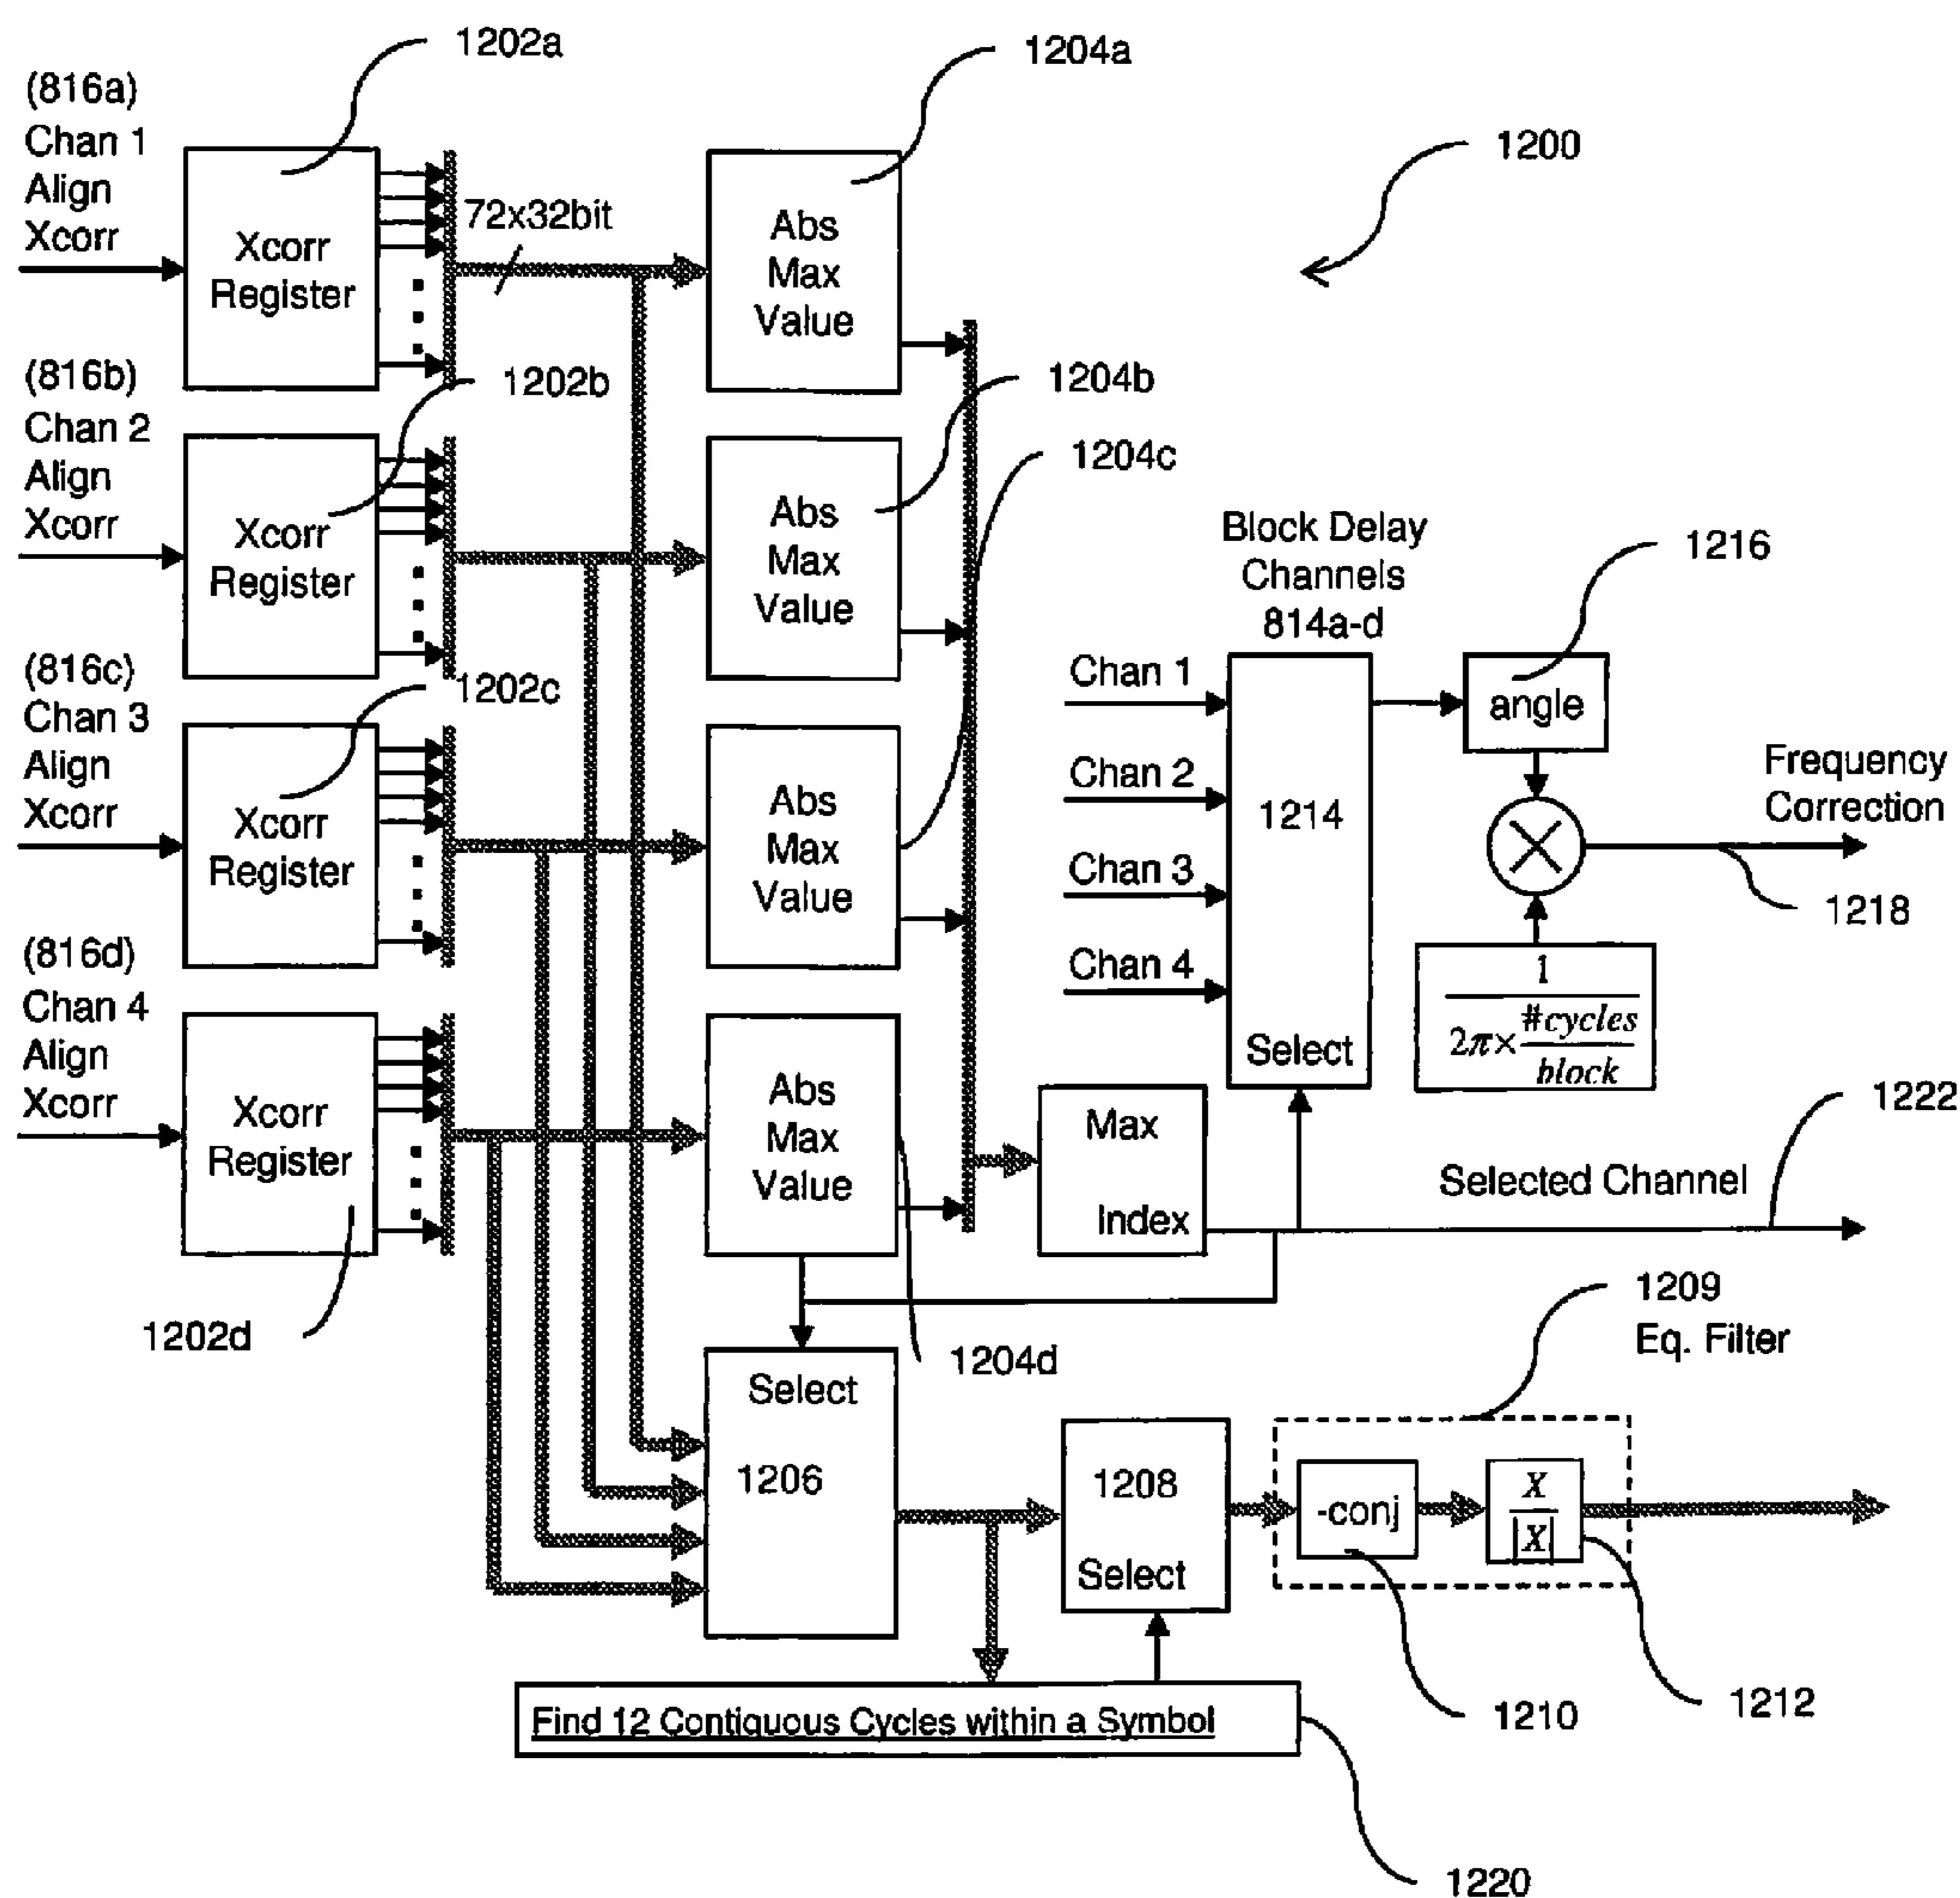 1202a
(816a)
Chan 1
Align
Xcorr
Xcorr
Register
72x32bit
1204a
Abs
Max
Value
1200
(816b)
Chan 2
Align
Xcorr
1202b
Xcorr
Register
1204b
Abs
Max
Value
1204c
(816c)
Chan 3
Align
Xcorr
1202c
Xcorr
Register
Abs
Max
Value
Block Delay
Channels
814a-d
Chan 1
Chan 2
Chan 3
Chan 4
1214
Select
1216
angle
Frequency
Correction
1218
1
2π×#cycles
block
(816d)
Chan 4
Align
Xcorr
Xcorr
Register
1202d
Abs
Max
Value
1204d
Max
Index
Selected Channel
1222
1209
Eq. Filter
Select
1206
1208
Select
-conj
X
|X|
1210
1212
Find 12 Contiguous Cycles within a Symbol
1220